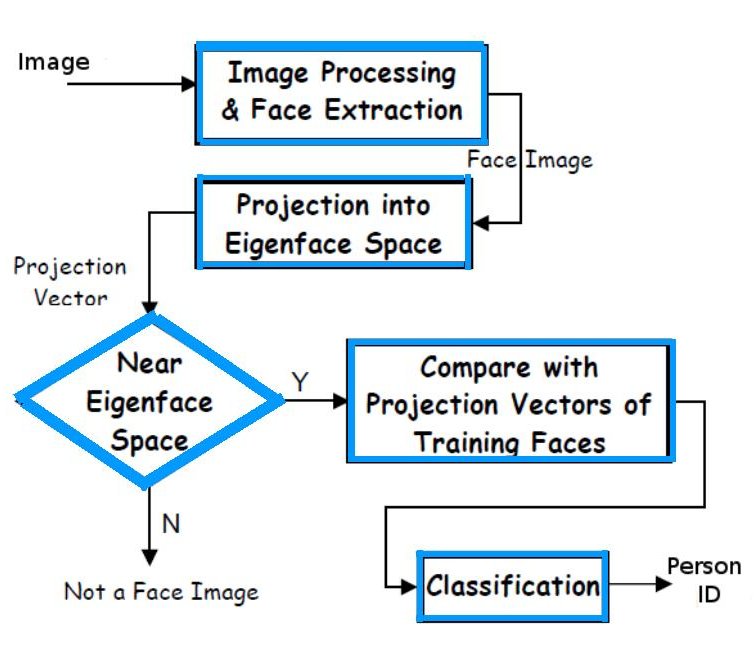 Image
Image Processing
& Face Extraction
Face Image
Projection into
Eigenface Space
Projection
Vector
Near
Eigenface
Space
Y
Compare with
Projection Vectors of
Training Faces
N
Not a Face Image
Classification
Person
ID